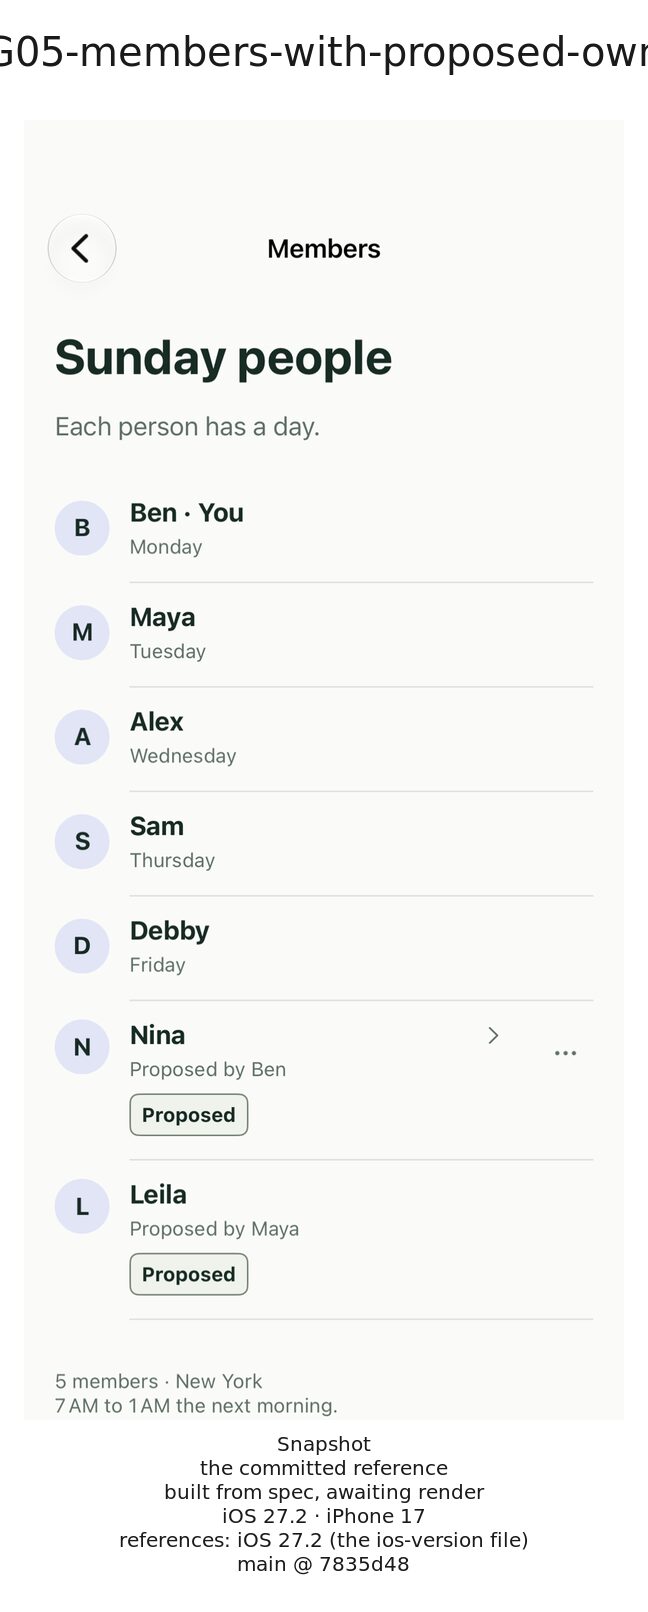 G05-members-with-proposed-own
Members
Sunday people
Each person has a day.
B
Ben · You
Monday
M
Maya
Tuesday
A
Alex
Wednesday
S
Sam
Thursday
D
Debby
Friday
N
Nina
Proposed by Ben
Proposed
L
Leila
Proposed by Maya
Proposed
5 members · New York
7 AM to 1 AM the next morning.
Snapshot
the committed reference
built from spec, awaiting render
iOS 27.2 · iPhone 17
references: iOS 27.2 (the ios-version file)
main @ 7835d48